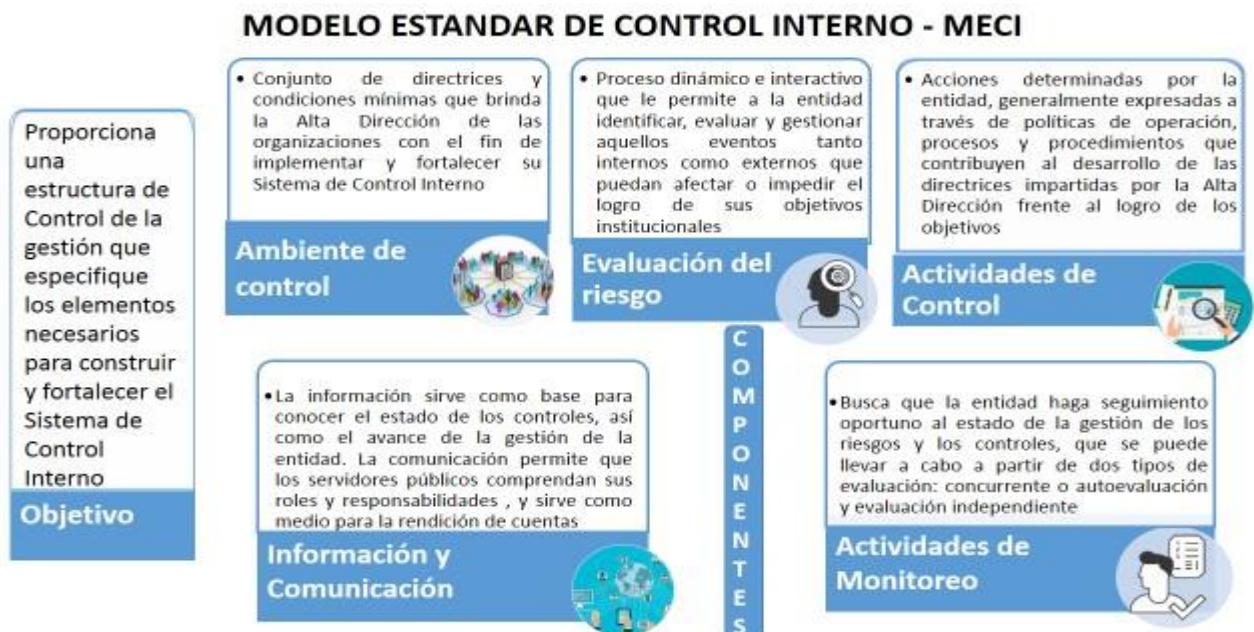 MODELO ESTANDAR DE CONTROL INTERNO - MECI
Proporciona
una
estructura de
Control de la
gestión que
especifique
los elementos
necesarios
para construir
y fortalecer el
Sistema de
Control
Interno
Objetivo
• Conjunto de directrices y
condiciones mínimas que brinda
la Alta Dirección de las
organizaciones con el fin de
implementar y fortalecer su
Sistema de Control Interno
Ambiente de
control
• Proceso dinámico e interactivo
que le permite a la entidad
identificar, evaluar y gestionar
aquellos eventos tanto
internos como externos que
puedan afectar o impedir el
logro de sus objetivos
institucionales
Evaluación del
riesgo
• Acciones determinadas por la
entidad, generalmente expresadas a
través de políticas de operación,
procesos y procedimientos que
contribuyen al desarrollo de las
directrices impartidas por la Alta
Dirección frente al logro de los
objetivos
Actividades de
Control
C
O
M
P
O
N
E
N
T
E
S
•La información sirve como base para
conocer el estado de los controles, así
como el avance de la gestión de la
entidad. La comunicación permite que
los servidores públicos comprendan sus
roles y responsabilidades , y sirve como
medio para la rendición de cuentas
Información y
Comunicación
•Busca que la entidad haga seguimiento
oportuno al estado de la gestión de los
riesgos y los controles, que se puede
llevar a cabo a partir de dos tipos de
evaluación: concurrente o autoevaluación
y evaluación independiente
Actividades de
Monitoreo